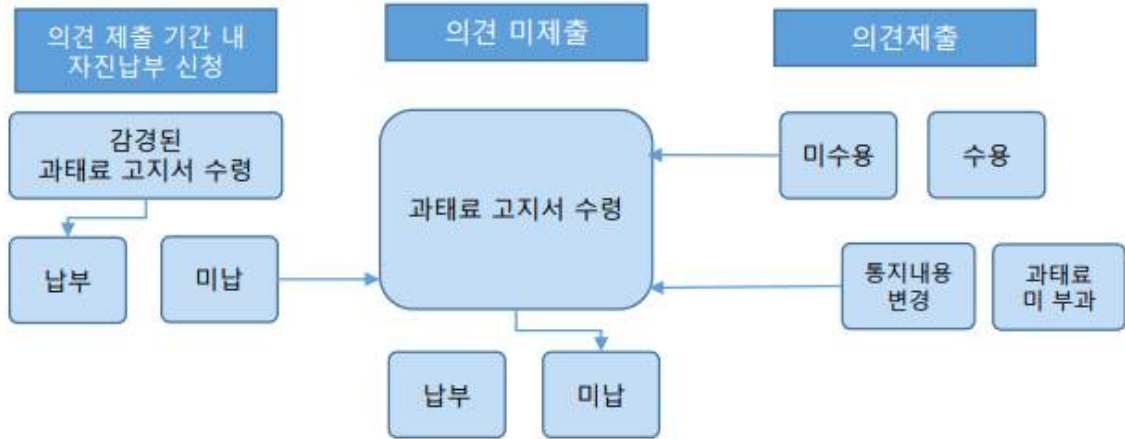 의견 제출 기간 내
자진납부 신청
의견 미제출
의견제출
감경된
과태료 고지서 수령
과태료 고지서 수령
미수용
수용
납부
미납
통지내용
변경
과태료
미 부과
납부
미납